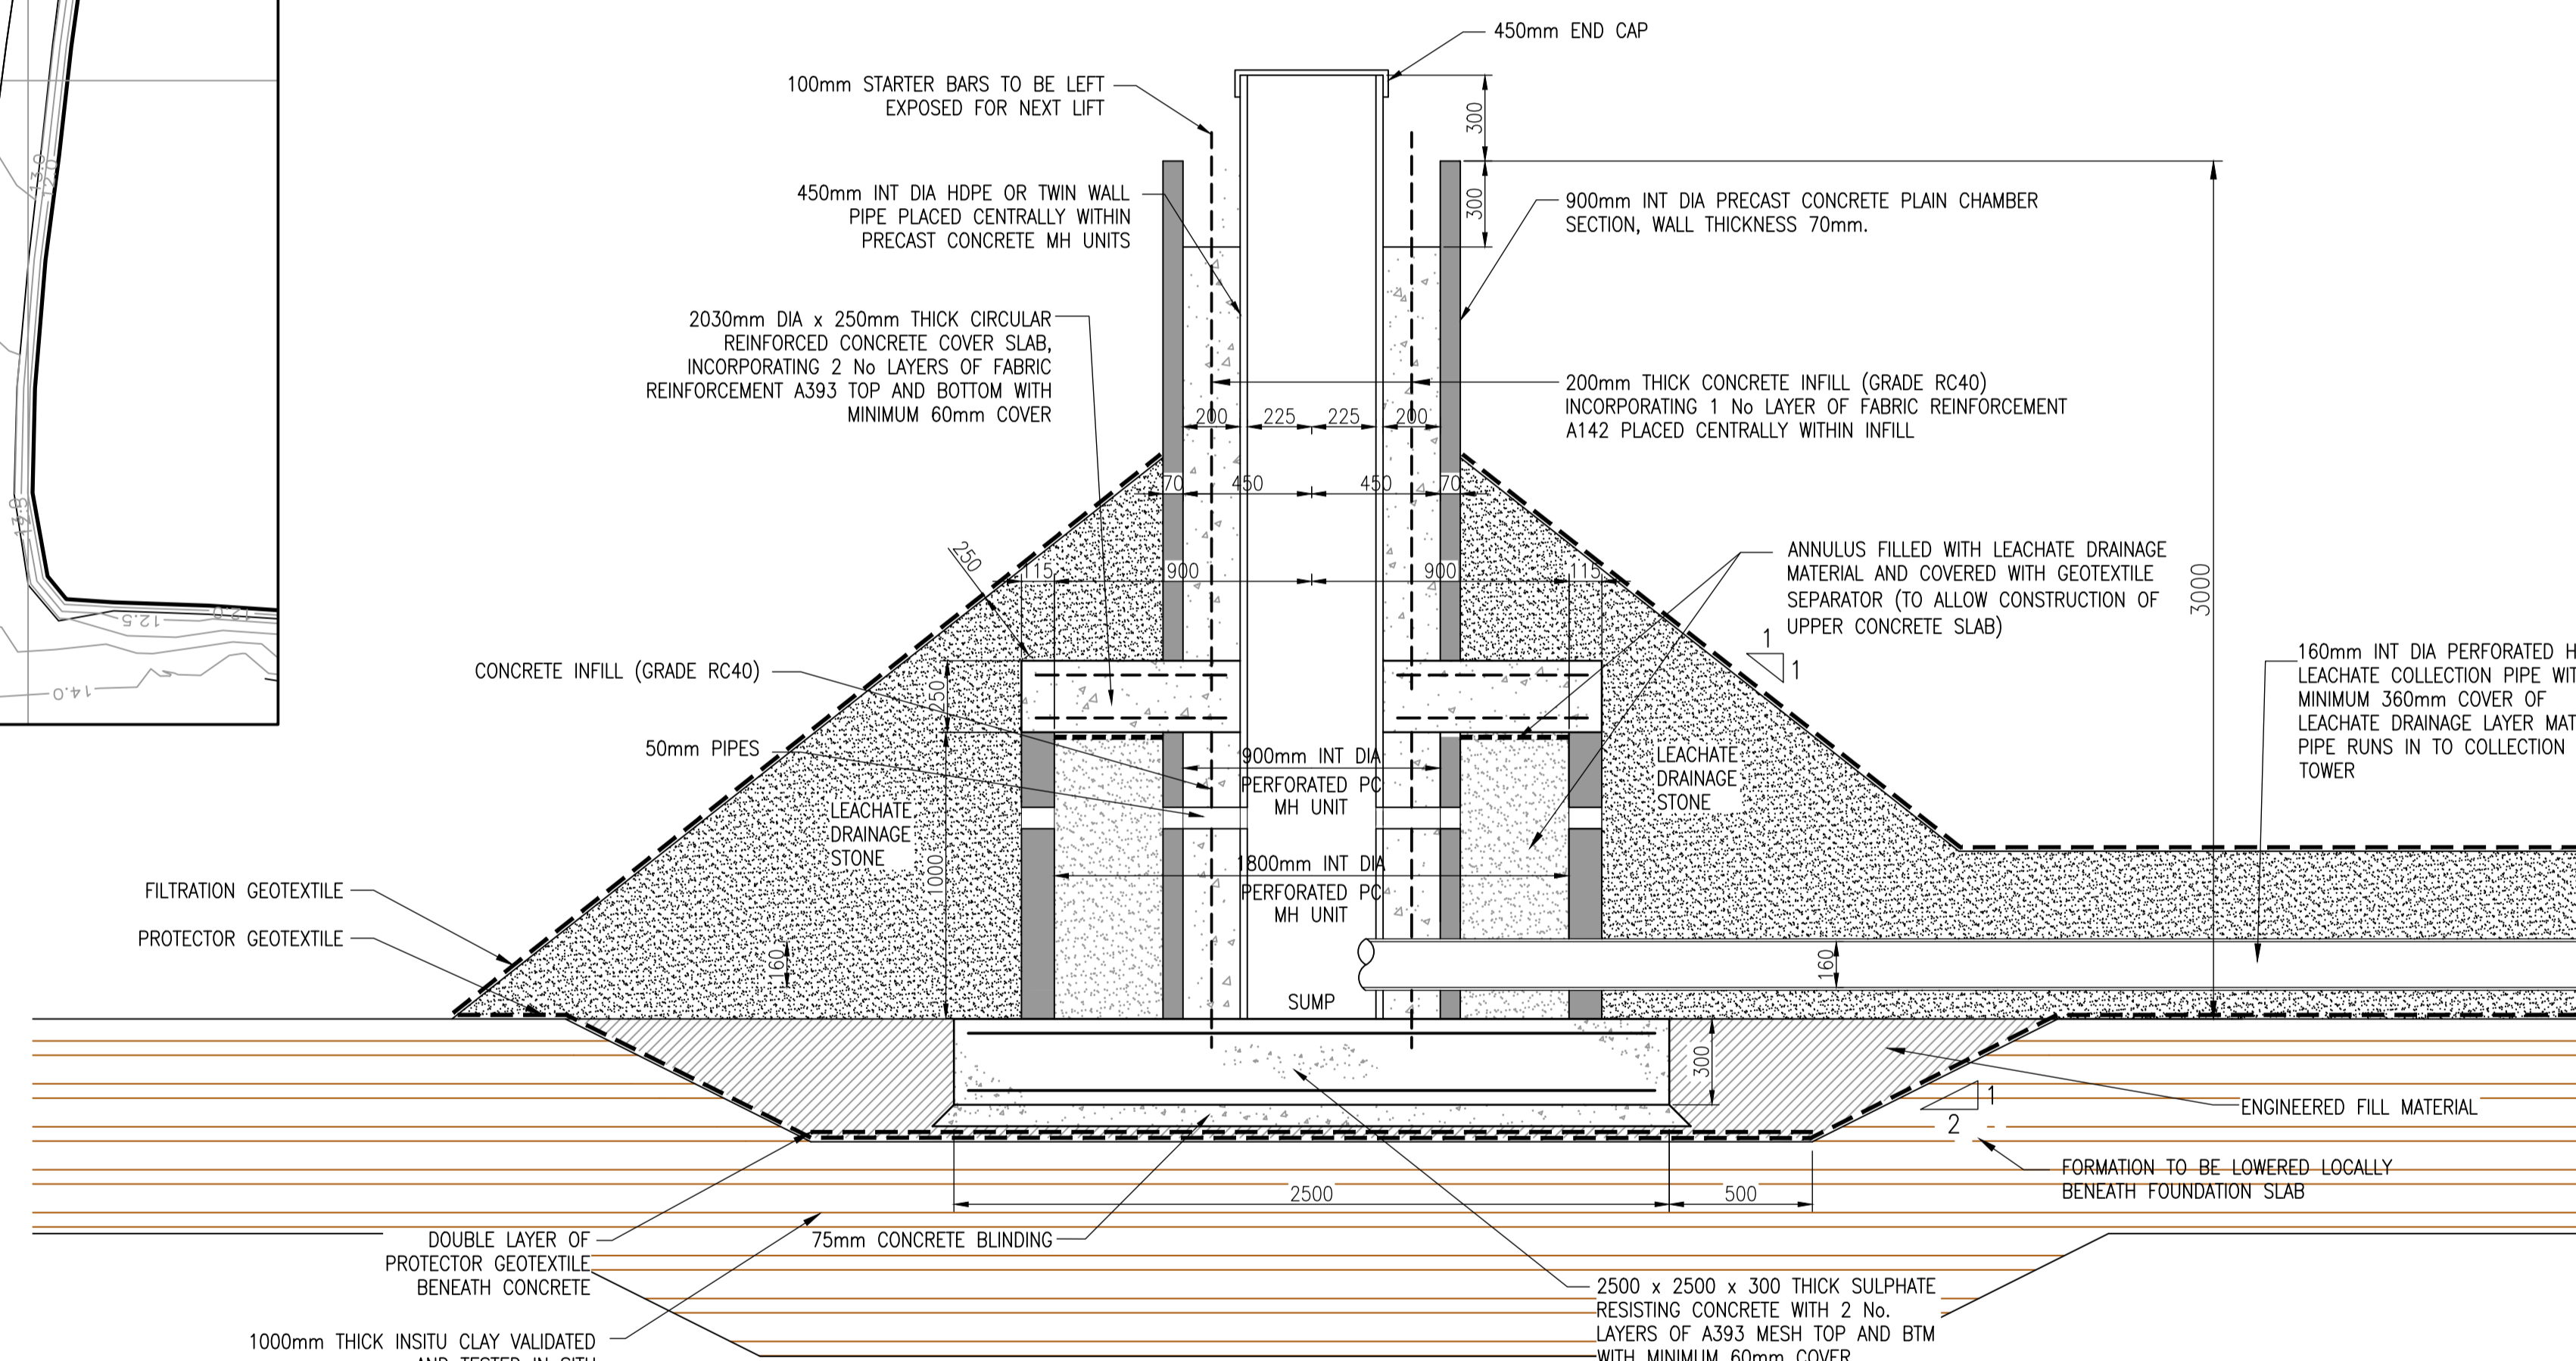 450mm END CAP
100mm STARTER BARS TO BE LEFT
EXPOSED FOR NEXT LIFT
300
450mm INT DIA HDPE OR TWIN WALL
PIPE PLACED CENTRALLY WITHIN
PRECAST CONCRETE MH UNITS
300
900mm INT DIA PRECAST CONCRETE PLAIN CHAMBER
SECTION, WALL THICKNESS 70mm.
13.0
12.0
2030mm DIA x 250mm THICK CIRCULAR
REINFORCED CONCRETE COVER SLAB,
INCORPORATING 2 No LAYERS OF FABRIC
REINFORCEMENT A393 TOP AND BOTTOM WITH
MINIMUM 60mm COVER
200mm THICK CONCRETE INFILL (GRADE RC40)
INCORPORATING 1 No LAYER OF FABRIC REINFORCEMENT
A142 PLACED CENTRALLY WITHIN INFILL
200 225 225 200
70 450 450 70
250
115 900 900 115
ANNULUS FILLED WITH LEACHATE DRAINAGE
MATERIAL AND COVERED WITH GEOTEXTILE
SEPARATOR (TO ALLOW CONSTRUCTION OF
UPPER CONCRETE SLAB)
3000
12.5
12.0
14.0
1
1
160mm INT DIA PERFORATED H
LEACHATE COLLECTION PIPE WIT
MINIMUM 360mm COVER OF
LEACHATE DRAINAGE LAYER MAT
PIPE RUNS IN TO COLLECTION
TOWER
CONCRETE INFILL (GRADE RC40)
250
50mm PIPES
900mm INT DIA
PERFORATED PC
MH UNIT
LEACHATE
DRAINAGE
STONE
LEACHATE
DRAINAGE
STONE
1000
1800mm INT DIA
PERFORATED PC
MH UNIT
FILTRATION GEOTEXTILE
PROTECTOR GEOTEXTILE
160
160
SUMP
300
1
2
ENGINEERED FILL MATERIAL
FORMATION TO BE LOWERED LOCALLY
BENEATH FOUNDATION SLAB
2500
500
DOUBLE LAYER OF
PROTECTOR GEOTEXTILE
BENEATH CONCRETE
75mm CONCRETE BLINDING
2500 x 2500 x 300 THICK SULPHATE
RESISTING CONCRETE WITH 2 No.
LAYERS OF A393 MESH TOP AND BTM
WITH MINIMUM 60mm COVER
1000mm THICK INSITU CLAY VALIDATED
AND TESTED IN SITU